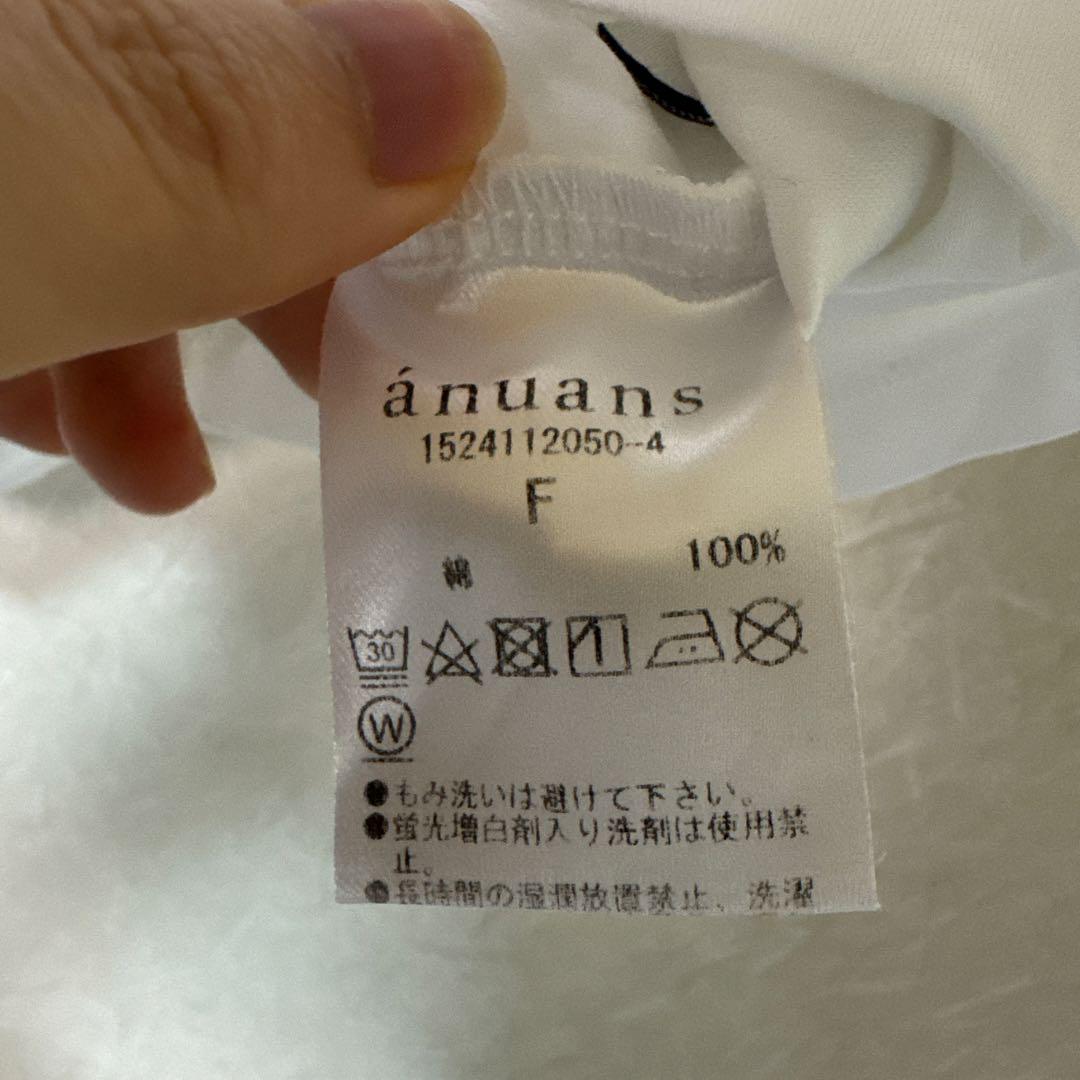 ánuans
1524112050-4
F
綿 100%
30
W
●もみ洗いは避けて下さい。
●蛍光増白剤入り洗剤は使用禁
止。
●長時間の湿潤放置禁止、洗濯